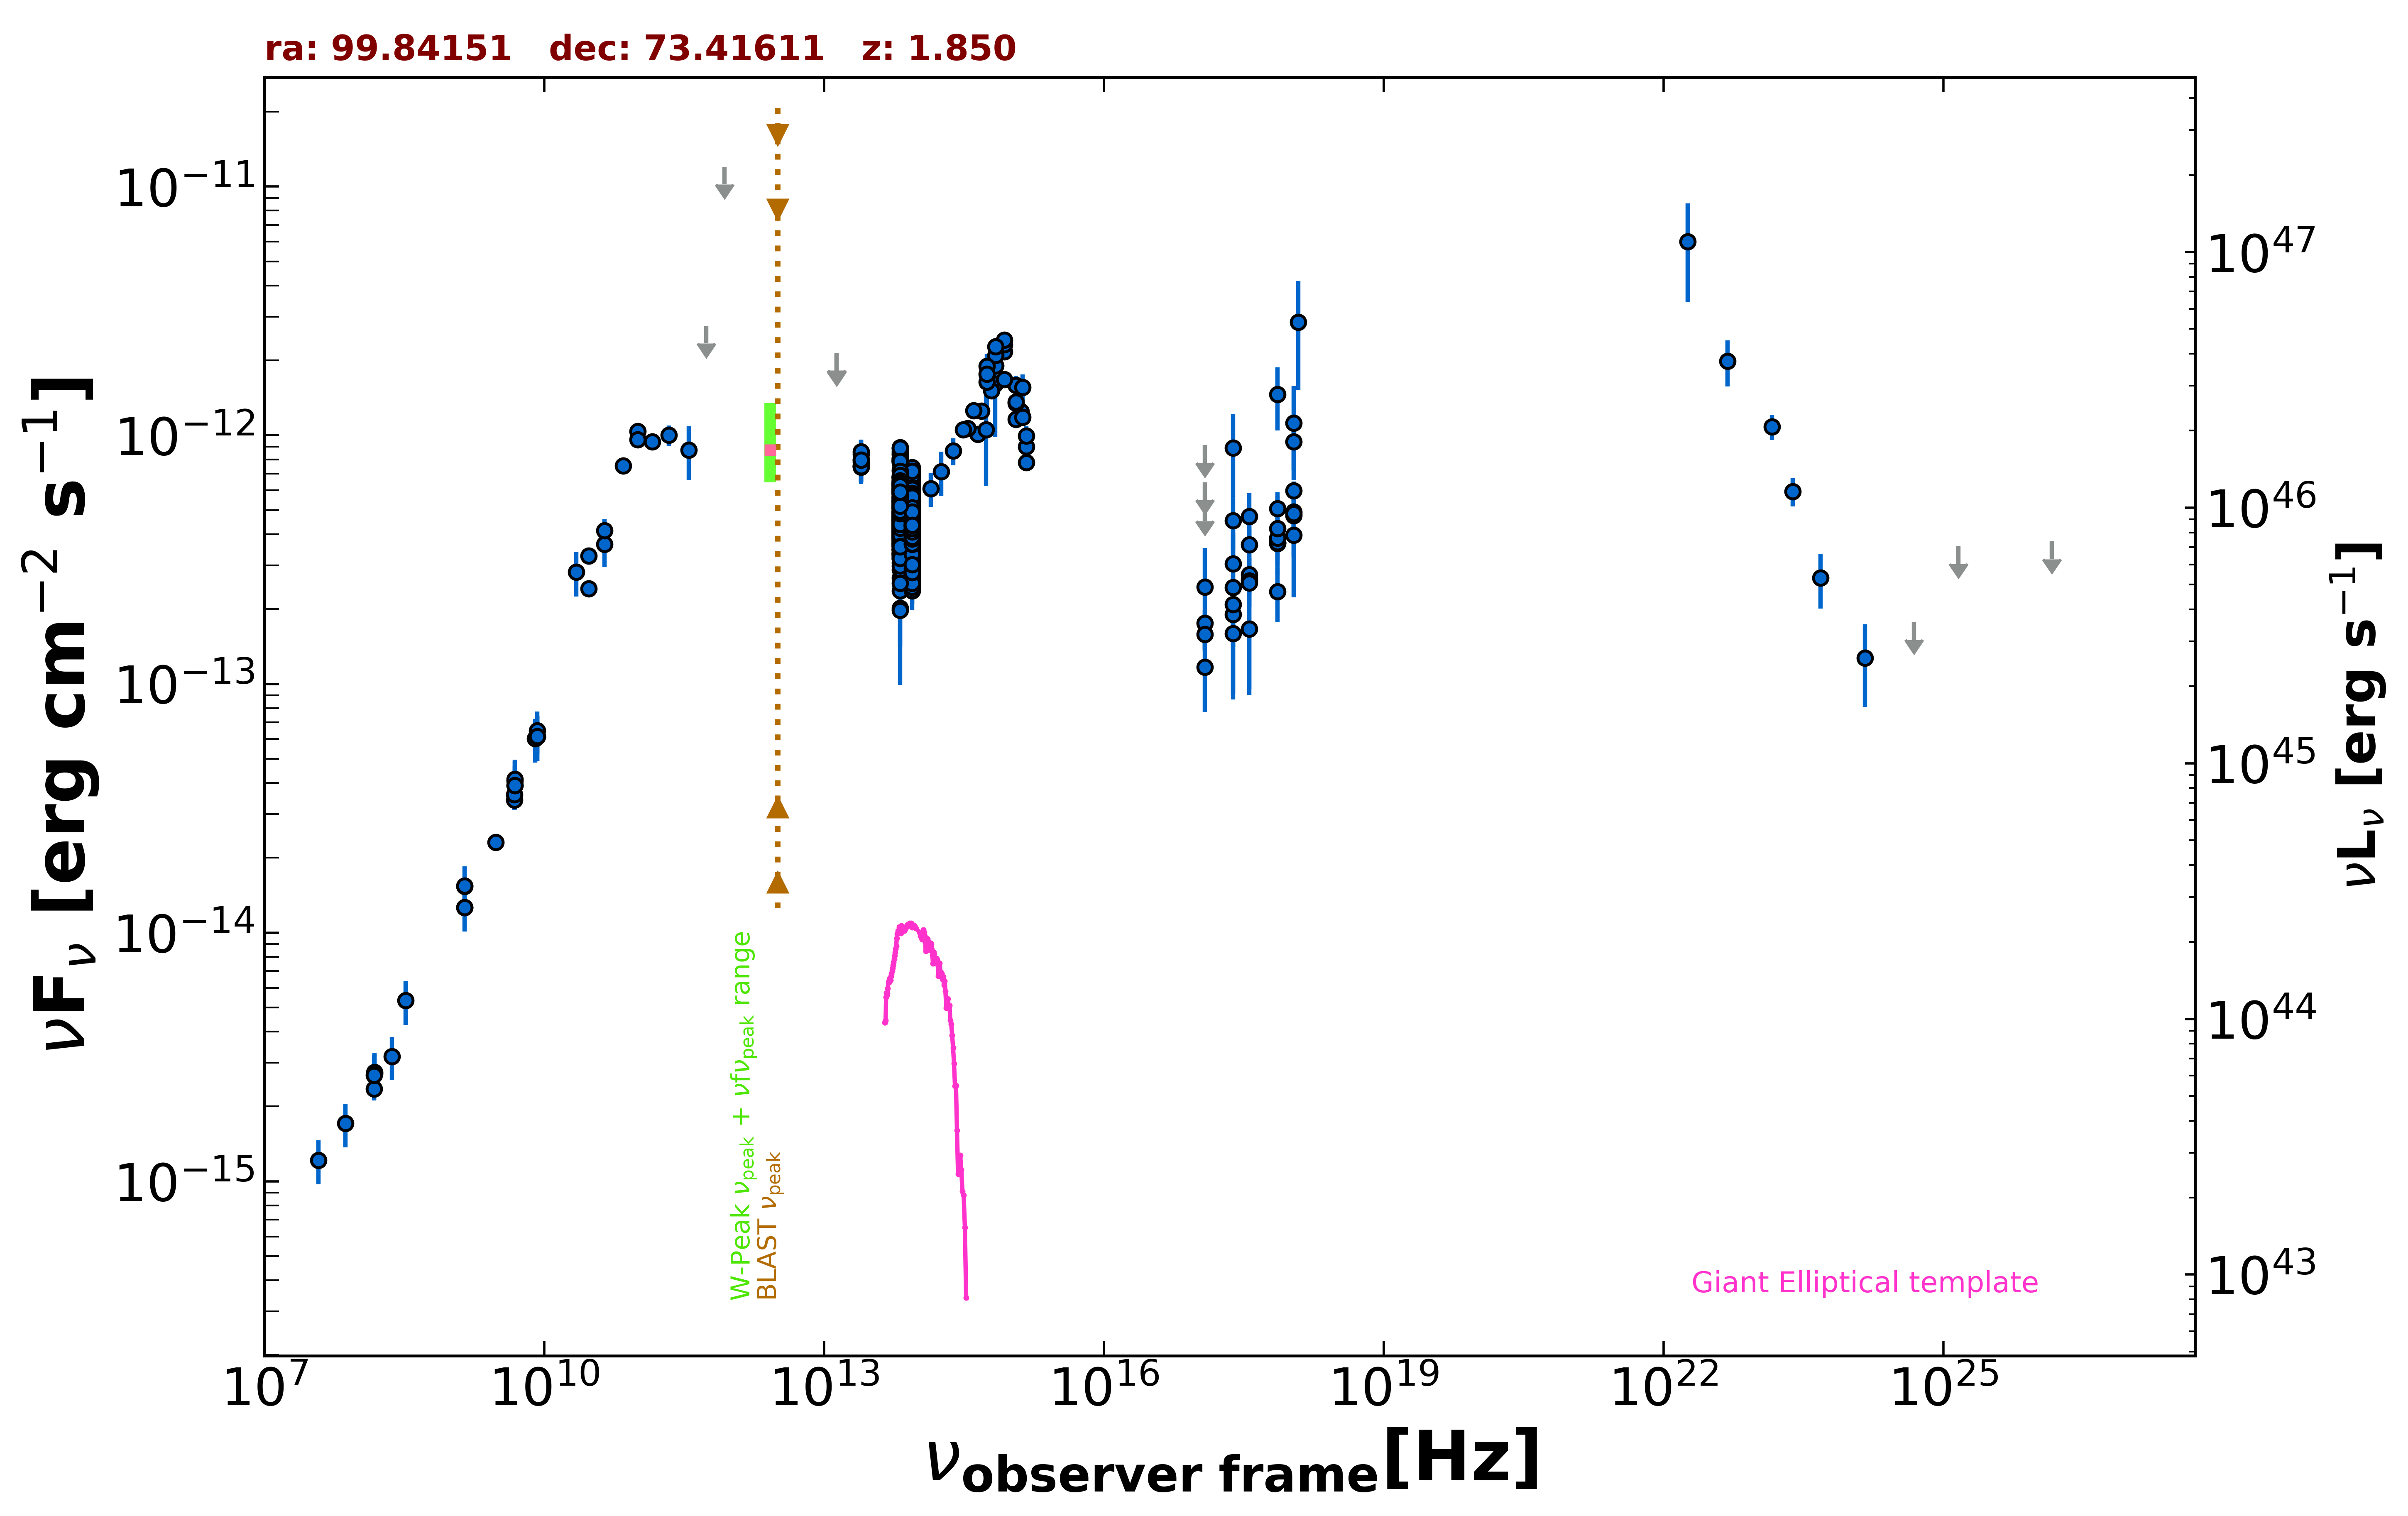 ra: 99.84151 dec: 73.41611 z: 1.850
νFν [erg cm−2 s−1]
10−11
10−12
10−13
10−14
10−15
1047
1046
1045
1044
1043
νLν [erg s−1]
W-Peak νpeak + νfνpeak range
BLAST νpeak
Giant Elliptical template
107 1010 1013 1016 1019 1022 1025
νobserver frame[Hz]